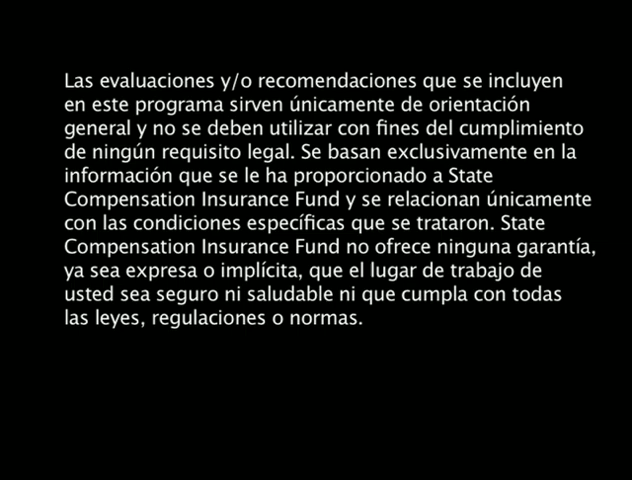 Las evaluaciones y/o recomendaciones que se incluyen
en este programa sirven únicamente de orientación
general y no se deben utilizar con fines del cumplimiento
de ningún requisito legal. Se basan exclusivamente en la
información que se le ha proporcionado a State
Compensation Insurance Fund y se relacionan únicamente
con las condiciones específicas que se trataron. State
Compensation Insurance Fund no ofrece ninguna garantía,
ya sea expresa o implícita, que el lugar de trabajo de
usted sea seguro ni saludable ni que cumpla con todas
las leyes, regulaciones o normas.